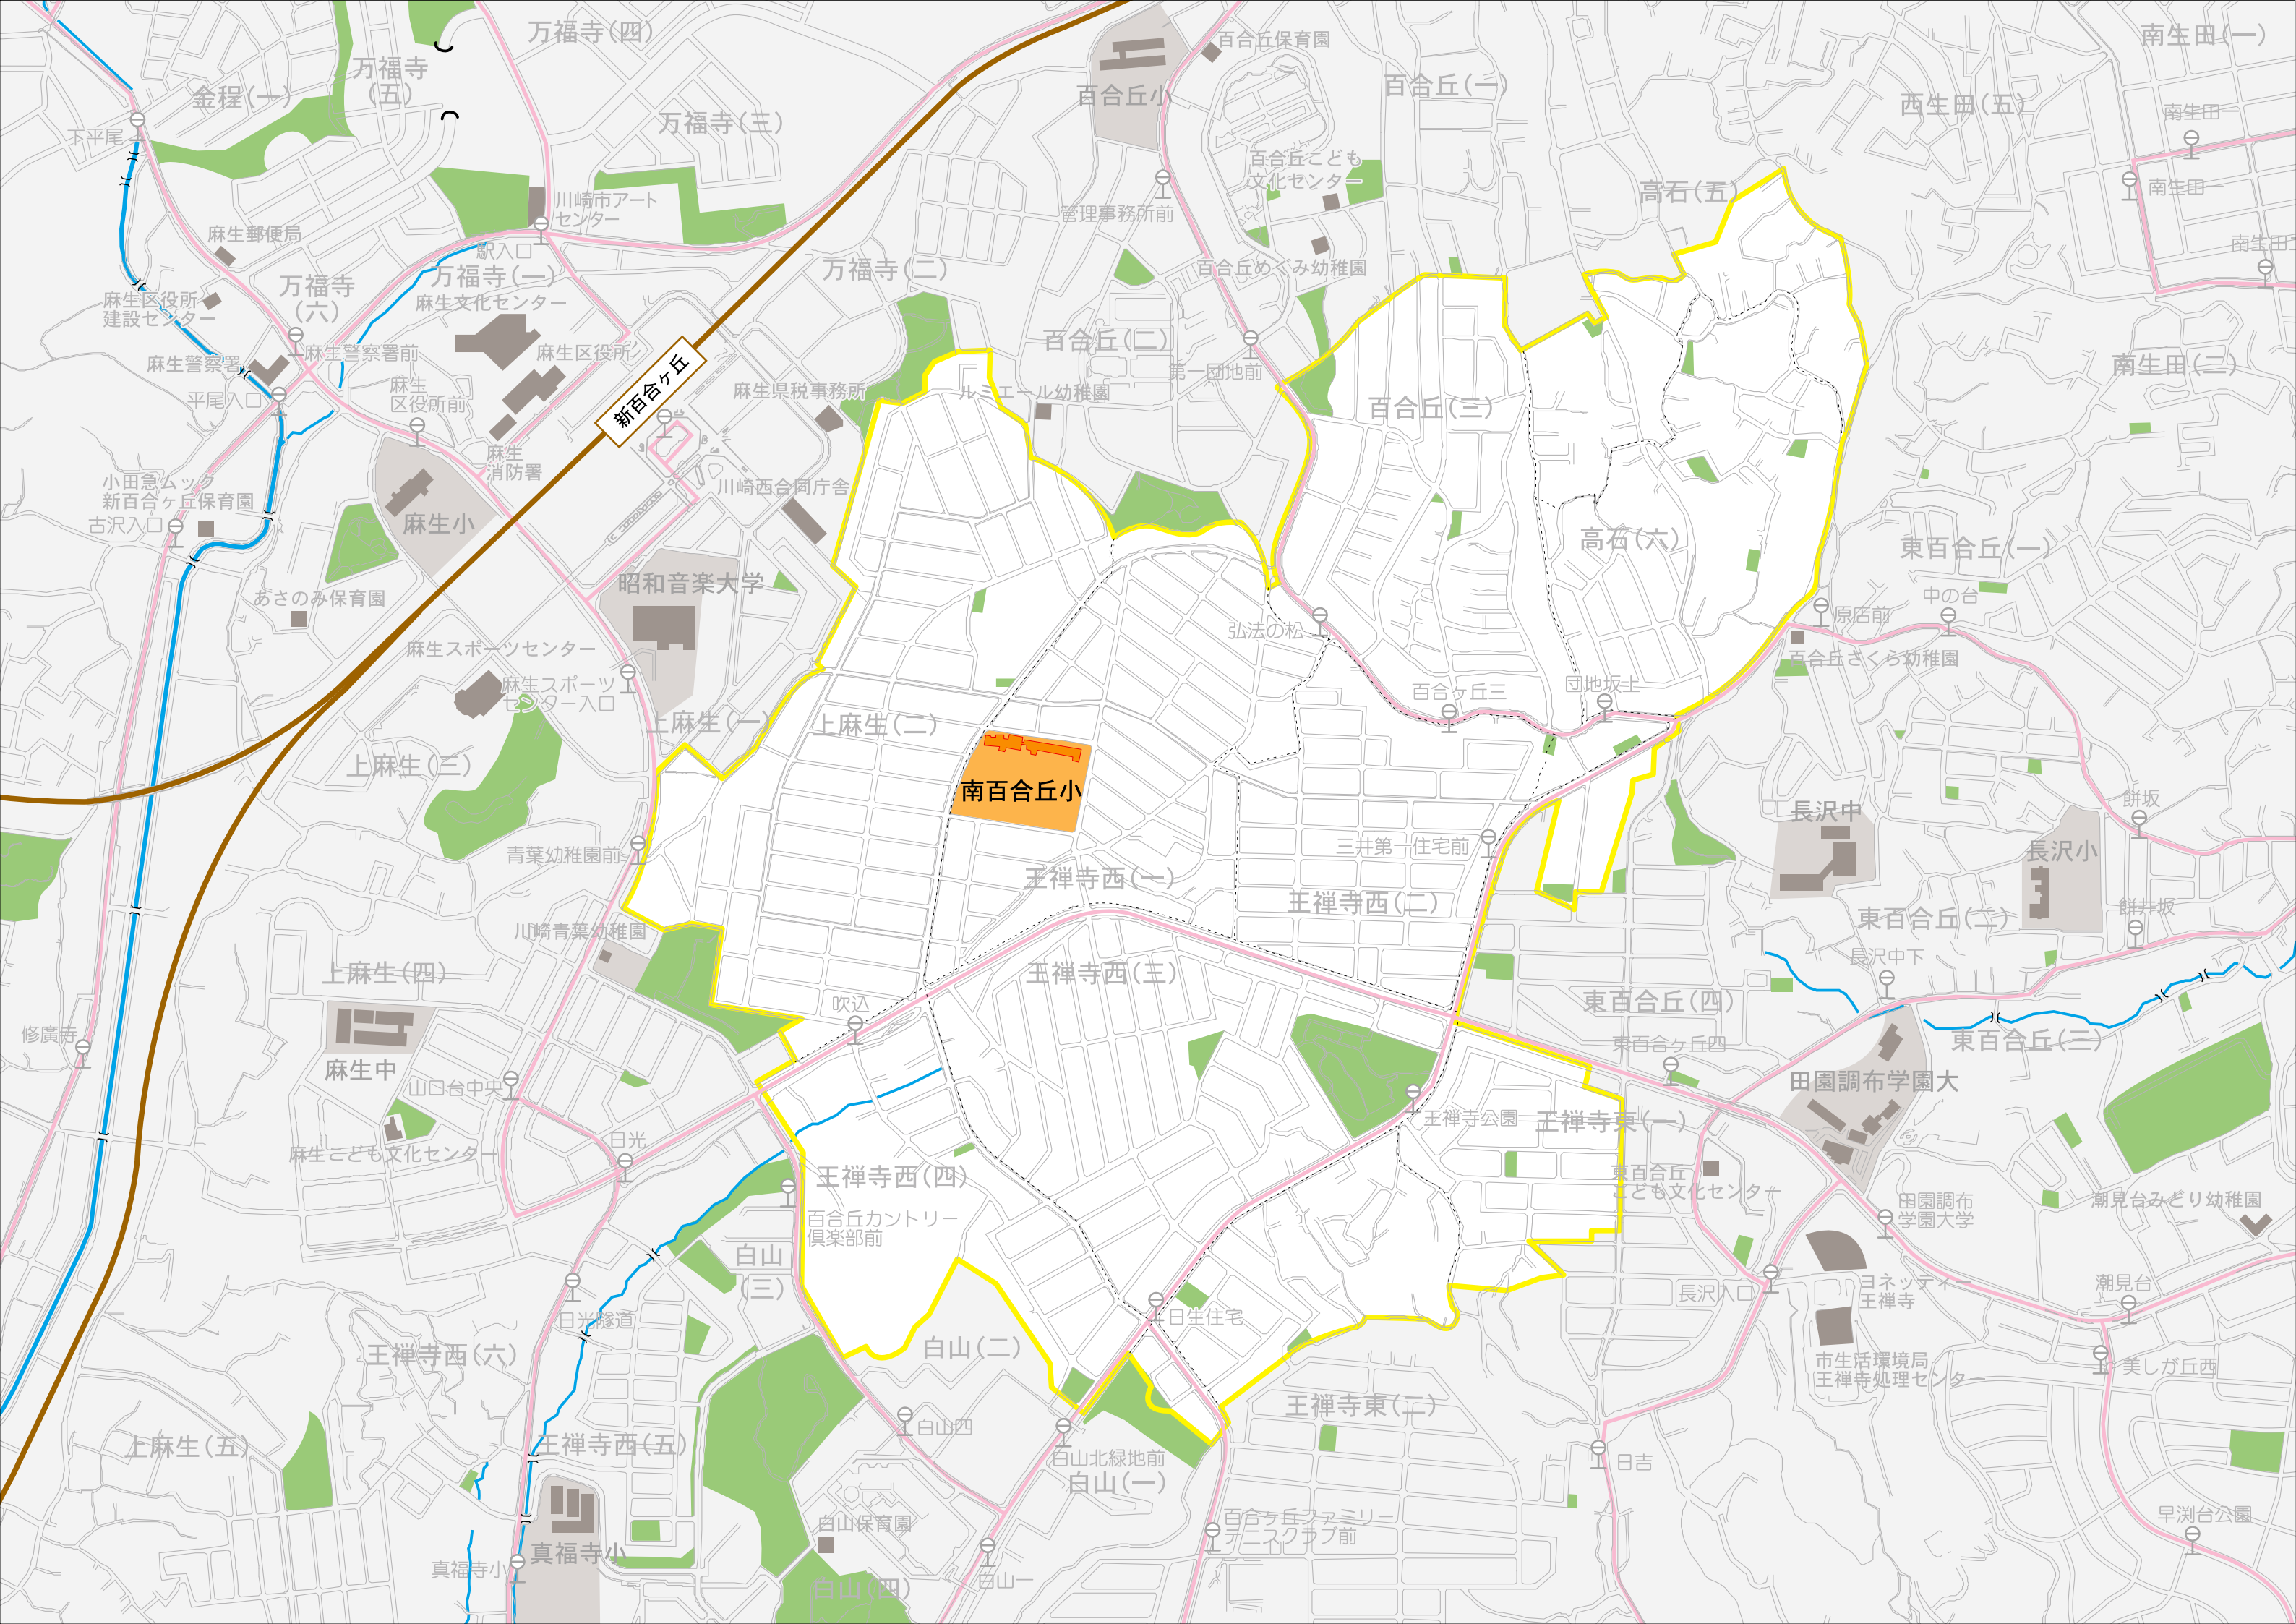 万福寺(四)
百合丘保育園
南生田(一)
万福寺
(五)
金程(一)
百合丘小
百合丘(一)
西生田(五)
南生田一
下平尾
万福寺(三)
百合丘こども
文化センター
高石(五)
南生田一
川崎市アート
センター
管理事務所前
麻生郵便局
駅入口
万福寺(一)
万福寺(二)
百合丘めぐみ幼稚園
万福寺
(六)
麻生区役所
建設センター
麻生文化センター
麻生警察署前
麻生区役所
新百合ヶ丘
百合丘(二)
麻生警察署
第一団地前
南生田(二)
平尾入口
麻生
区役所前
麻生県税事務所
ルミエール幼稚園
百合丘(三)
麻生
消防署
小田急ムック
新百合ヶ丘保育園
川崎西合同庁舎
古沢入口
麻生小
高石(六)
東百合丘(一)
昭和音楽大学
あさのみ保育園
中の台
原店前
弘法の松
麻生スポーツセンター
百合丘さくら幼稚園
麻生スポーツ
センター入口
百合ヶ丘三
団地坂上
上麻生(一)
上麻生(二)
上麻生(三)
南百合丘小
餅坂
長沢中
三井第一住宅前
長沢小
青葉幼稚園前
王禅寺西(一)
王禅寺西(二)
東百合丘(二)
餅井坂
川崎青葉幼稚園
長沢中下
上麻生(四)
王禅寺西(三)
吹込
東百合丘(四)
修廣寺
東百合ヶ丘四
東百合丘(三)
麻生中
山口台中央
田園調布学園大
王禅寺公園
王禅寺東(一)
日光
麻生こども文化センター
王禅寺西(四)
東百合丘
こども文化センター
田園調布
学園大学
潮見台みどり幼稚園
百合丘カントリー
倶楽部前
白山
(三)
長沢入口
ヨネッティー
王禅寺
潮見台
日光隧道
日生住宅
白山(二)
王禅寺西(六)
市生活環境局
王禅寺処理センター
美しが丘西
王禅寺東(二)
白山四
上麻生(五)
王禅寺西(五)
白山北緑地前
白山(一)
日吉
百合ヶ丘ファミリー
テニスクラブ前
早渕台公園
白山保育園
真福寺小
真福寺小
白山一
白山(四)